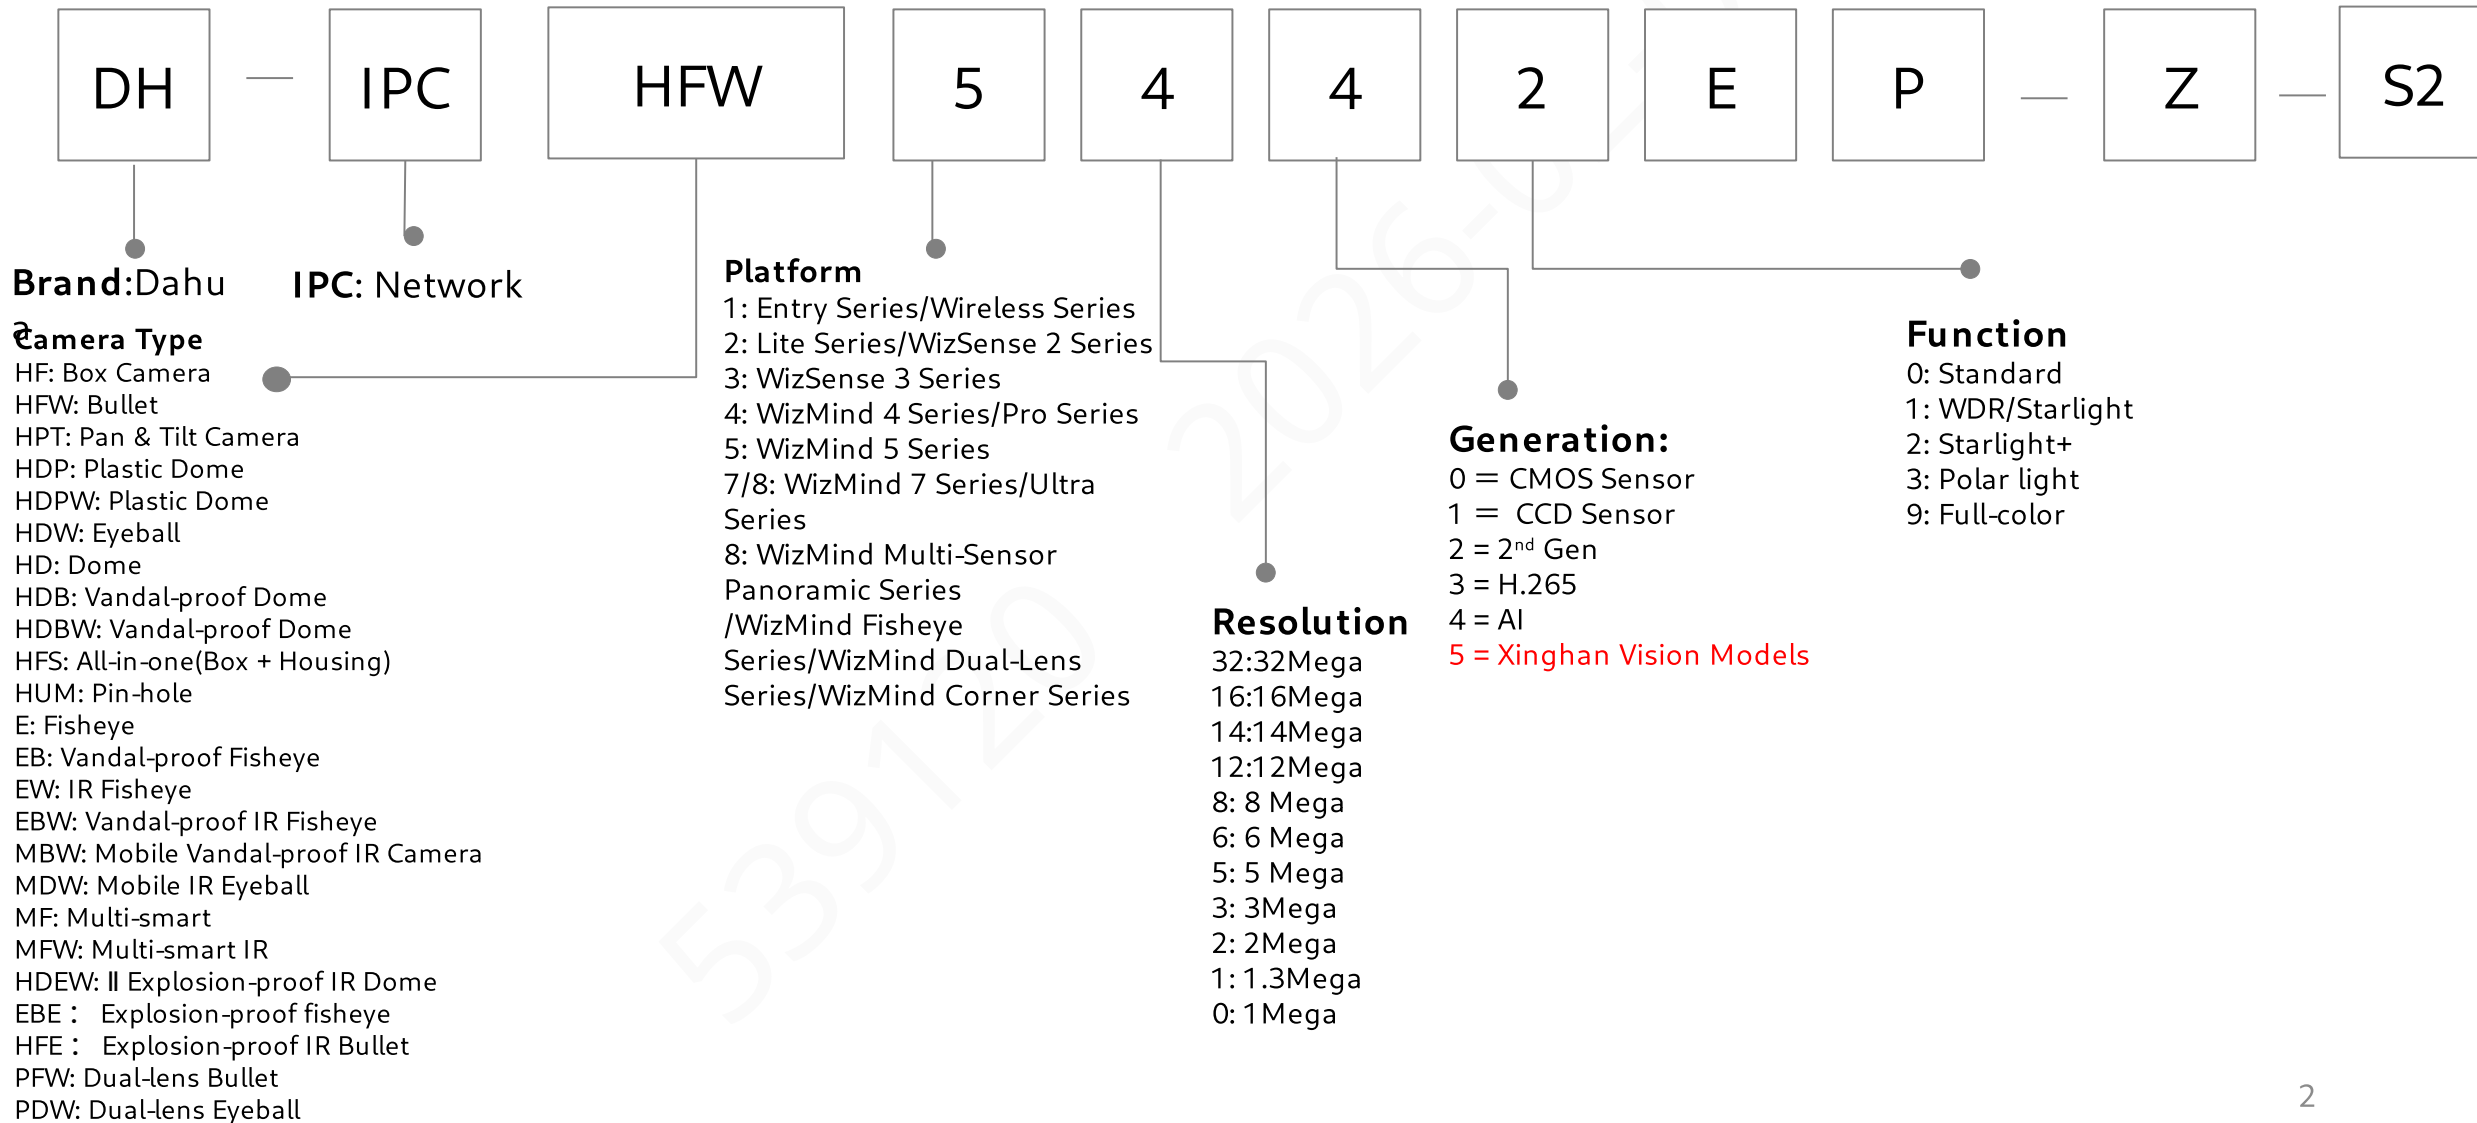 DH — IPC HFW 5 4 4 2 E P — Z — S2
Brand:Dahu
a
IPC: Network
Camera Type
HF: Box Camera
HFW: Bullet
HPT: Pan & Tilt Camera
HDP: Plastic Dome
HDPW: Plastic Dome
HDW: Eyeball
HD: Dome
HDB: Vandal-proof Dome
HDBW: Vandal-proof Dome
HFS: All-in-one(Box + Housing)
HUM: Pin-hole
E: Fisheye
EB: Vandal-proof Fisheye
EW: IR Fisheye
EBW: Vandal-proof IR Fisheye
MBW: Mobile Vandal-proof IR Camera
MDW: Mobile IR Eyeball
MF: Multi-smart
MFW: Multi-smart IR
HDEW: Ⅱ Explosion-proof IR Dome
EBE： Explosion-proof fisheye
HFE： Explosion-proof IR Bullet
PFW: Dual-lens Bullet
PDW: Dual-lens Eyeball
Platform
1: Entry Series/Wireless Series
2: Lite Series/WizSense 2 Series
3: WizSense 3 Series
4: WizMind 4 Series/Pro Series
5: WizMind 5 Series
7/8: WizMind 7 Series/Ultra
Series
8: WizMind Multi-Sensor
Panoramic Series
/WizMind Fisheye
Series/WizMind Dual-Lens
Series/WizMind Corner Series
Resolution
32:32Mega
16:16Mega
14:14Mega
12:12Mega
8: 8 Mega
6: 6 Mega
5: 5 Mega
3: 3Mega
2: 2Mega
1: 1.3Mega
0: 1Mega
Generation:
0＝ CMOS Sensor
1 ＝ CCD Sensor
2 = 2nd Gen
3 = H.265
4 = AI
5 = Xinghan Vision Models
Function
0: Standard
1: WDR/Starlight
2: Starlight+
3: Polar light
9: Full-color
539120
2